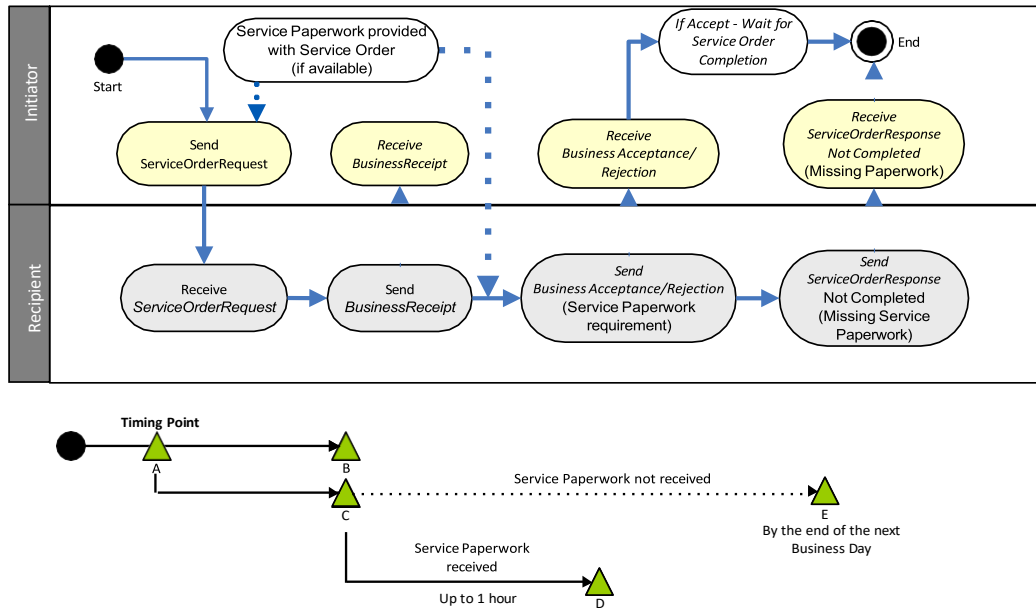 Initiator
Start
Service Paperwork provided
with Service Order
(if available)
If Accept - Wait for
Service Order
Completion
End
Send
ServiceOrderRequest
Receive
BusinessReceipt
Receive
Business Acceptance/
Rejection
Receive
ServiceOrderResponse
Not Completed
(Missing Paperwork)
Recipient
Receive
ServiceOrderRequest
Send
BusinessReceipt
Send
Business Acceptance/Rejection
(Service Paperwork
requirement)
Send
ServiceOrderResponse
Not Completed
(Missing Service
Paperwork)
Timing Point
A
B
C
Service Paperwork not received
E
By the end of the next
Business Day
Service Paperwork
received
Up to 1 hour
D